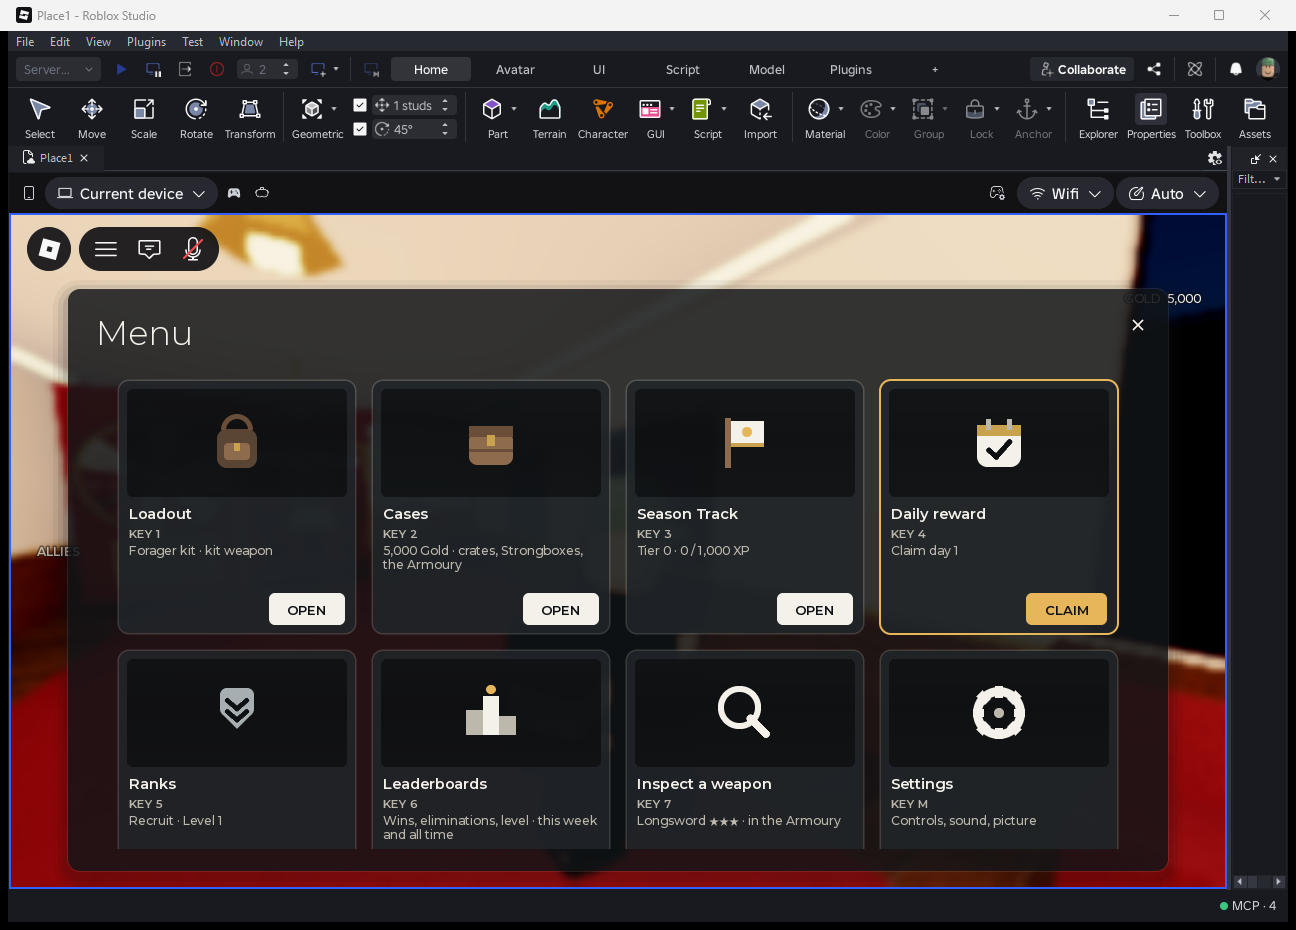 Place1 - Roblox Studio
File Edit View Plugins Test Window Help
Server... 2 Home Avatar UI Script Model Plugins + Collaborate
1 studs
45°
Select Move Scale Rotate Transform Geometric Part Terrain Character GUI Script Import Material Color Group Lock Anchor Explorer Properties Toolbox Assets
Place1
Filt...
Current device Wifi Auto
GOLD 5,000
Menu
ALLIES
Loadout
KEY 1
Forager kit · kit weapon
OPEN
Cases
KEY 2
5,000 Gold · crates, Strongboxes,
the Armoury
OPEN
Season Track
KEY 3
Tier 0 · 0 / 1,000 XP
OPEN
Daily reward
KEY 4
Claim day 1
CLAIM
Ranks
KEY 5
Recruit · Level 1
Leaderboards
KEY 6
Wins, eliminations, level · this week
and all time
Inspect a weapon
KEY 7
Longsword ★★★ · in the Armoury
Settings
KEY M
Controls, sound, picture
MCP · 4